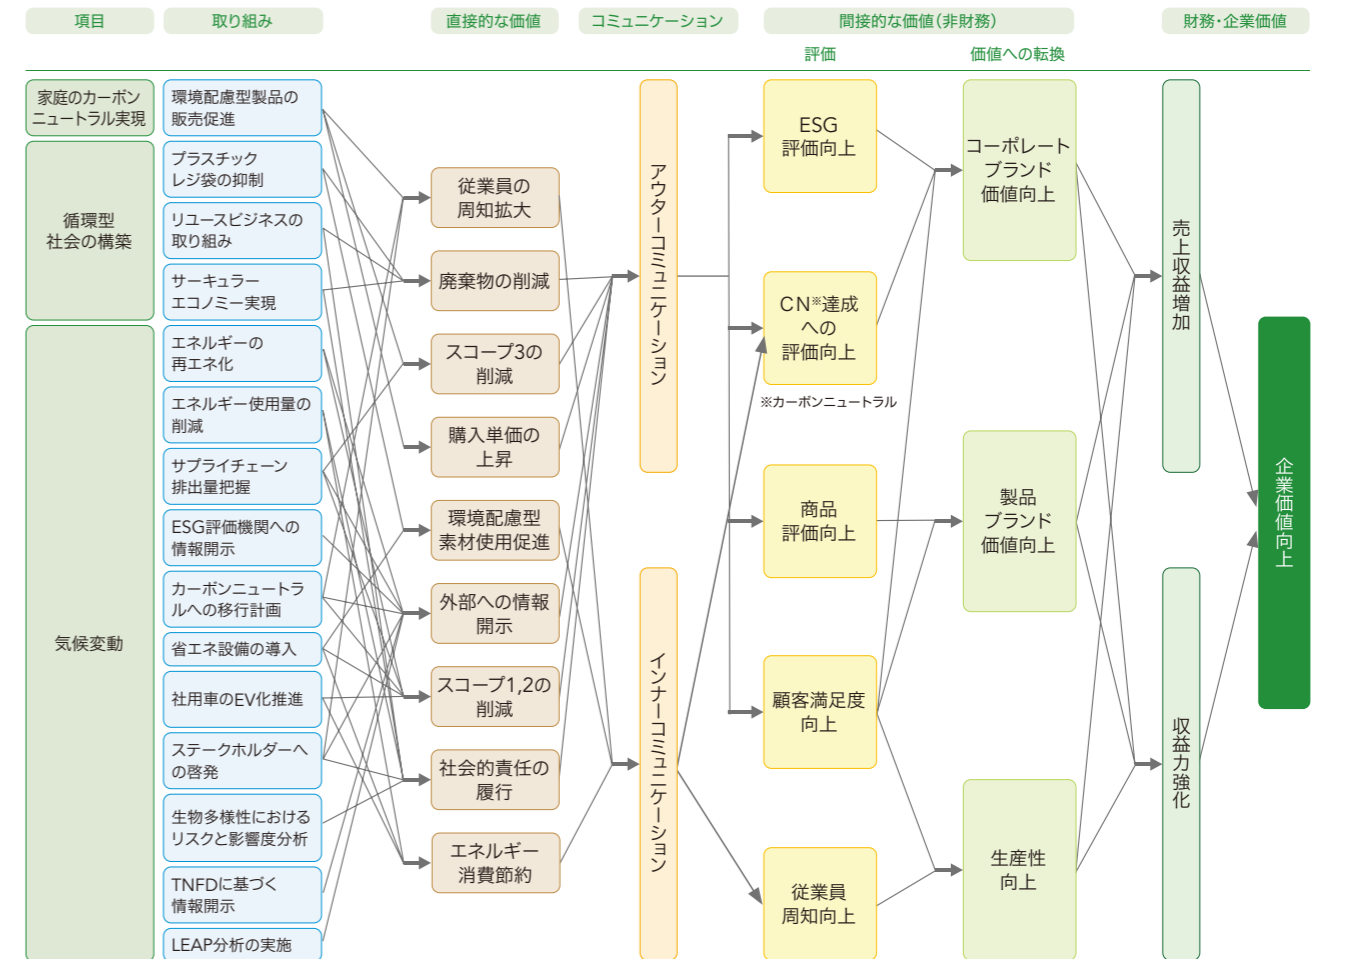 項目
取り組み
直接的な価値
コミュニケーション
間接的な価値（非財務）
財務・企業価値
評価
価値への転換
家庭のカーボン
ニュートラル実現
循環型
社会の構築
気候変動
環境配慮型製品の
販売促進
プラスチック
レジ袋の抑制
リユースビジネスの
取り組み
サーキュラー
エコノミー実現
エネルギーの
再エネ化
エネルギー使用量の
削減
サプライチェーン
排出量把握
ESG評価機関への
情報開示
カーボンニュートラ
ルへの移行計画
省エネ設備の導入
社用車のEV化推進
ステークホルダーへ
の啓発
生物多様性における
リスクと影響度分析
TNFDに基づく
情報開示
LEAP分析の実施
従業員の
周知拡大
廃棄物の削減
スコープ3の
削減
購入単価の
上昇
環境配慮型
素材使用促進
外部への情報
開示
スコープ1,2の
削減
社会的責任の
履行
エネルギー
消費節約
アウターコミュニケーション
インナーコミュニケーション
ESG
評価向上
CN※達成
への
評価向上
※カーボンニュートラル
商品
評価向上
顧客満足度
向上
従業員
周知向上
コーポレート
ブランド
価値向上
製品
ブランド
価値向上
生産性
向上
売上収益増加
収益力強化
企業価値向上